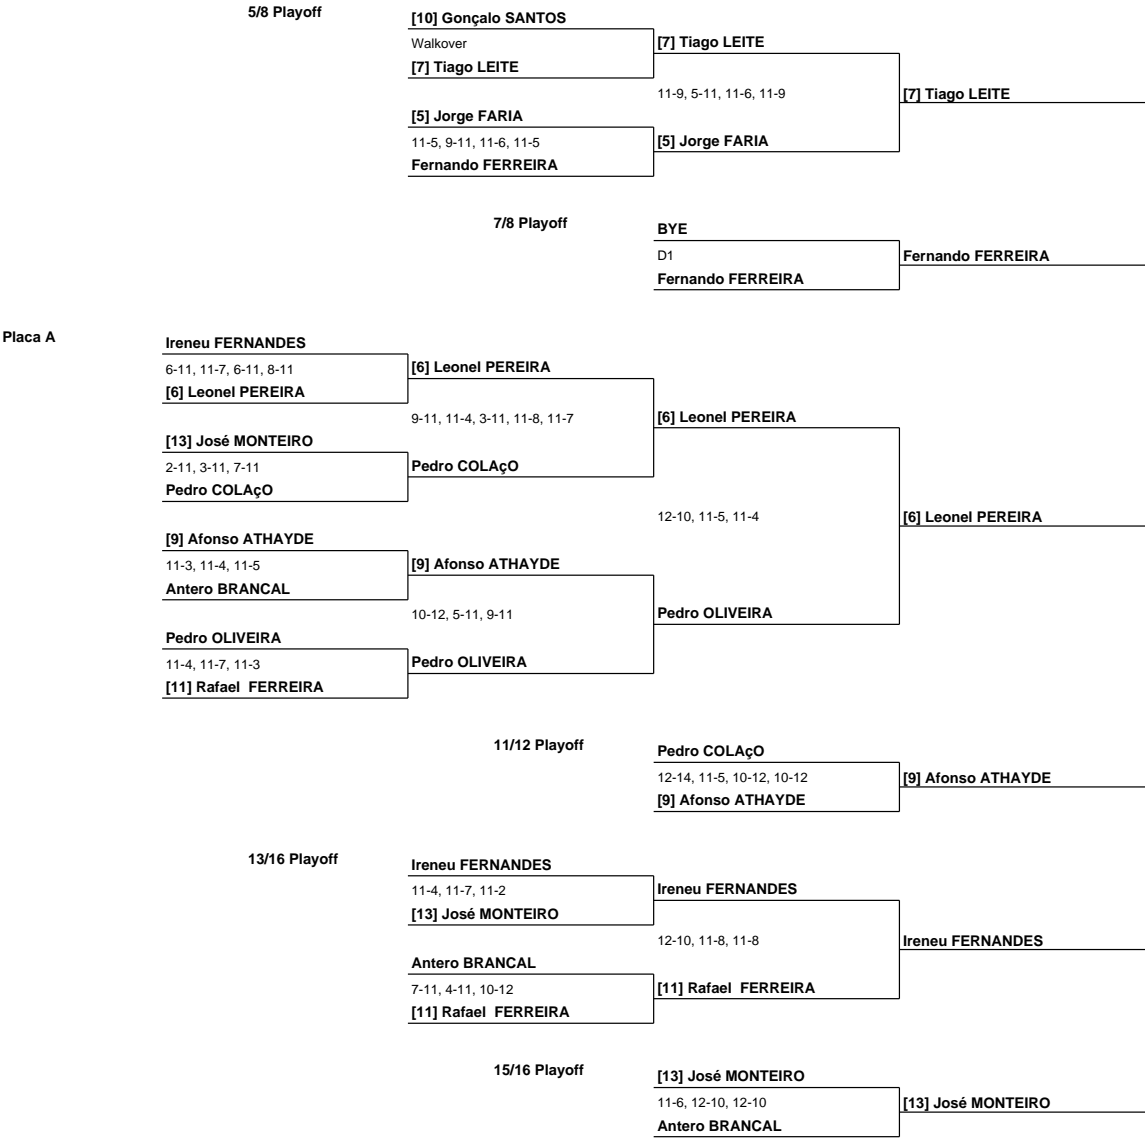 5/8 Playoff
[10] Gonçalo SANTOS
Walkover
[7] Tiago LEITE
[7] Tiago LEITE
11-9, 5-11, 11-6, 11-9
[7] Tiago LEITE
[5] Jorge FARIA
11-5, 9-11, 11-6, 11-5
[5] Jorge FARIA
Fernando FERREIRA
7/8 Playoff
BYE
D1
Fernando FERREIRA
Fernando FERREIRA
Placa A
Ireneu FERNANDES
6-11, 11-7, 6-11, 8-11
[6] Leonel PEREIRA
[6] Leonel PEREIRA
9-11, 11-4, 3-11, 11-8, 11-7
[6] Leonel PEREIRA
[13] José MONTEIRO
2-11, 3-11, 7-11
Pedro COLAçO
Pedro COLAçO
12-10, 11-5, 11-4
[6] Leonel PEREIRA
[9] Afonso ATHAYDE
11-3, 11-4, 11-5
[9] Afonso ATHAYDE
Antero BRANCAL
10-12, 5-11, 9-11
Pedro OLIVEIRA
Pedro OLIVEIRA
11-4, 11-7, 11-3
Pedro OLIVEIRA
[11] Rafael  FERREIRA
11/12 Playoff
Pedro COLAçO
12-14, 11-5, 10-12, 10-12
[9] Afonso ATHAYDE
[9] Afonso ATHAYDE
13/16 Playoff
Ireneu FERNANDES
11-4, 11-7, 11-2
Ireneu FERNANDES
[13] José MONTEIRO
12-10, 11-8, 11-8
Ireneu FERNANDES
Antero BRANCAL
7-11, 4-11, 10-12
[11] Rafael  FERREIRA
[11] Rafael  FERREIRA
15/16 Playoff
[13] José MONTEIRO
11-6, 12-10, 12-10
[13] José MONTEIRO
Antero BRANCAL